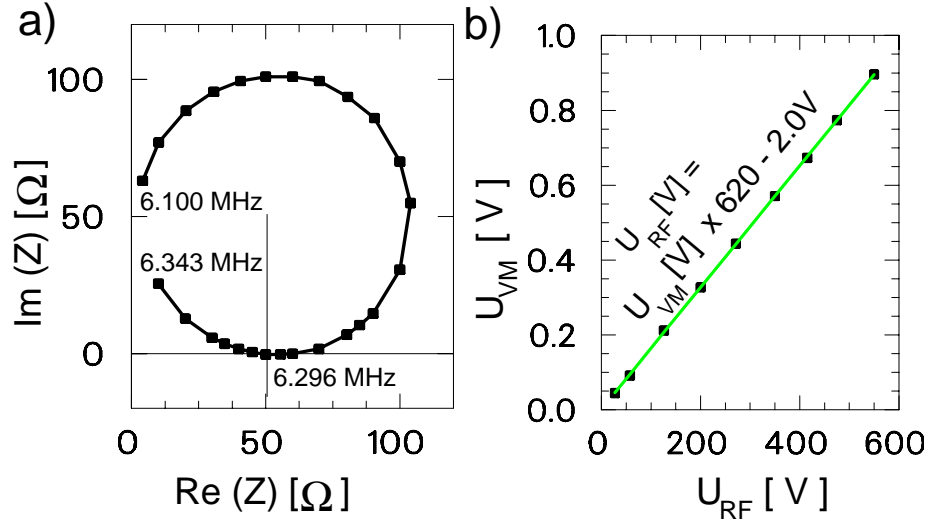 a)
100
50
0
0
50
100
6.100 MHz
6.343 MHz
6.296 MHz
Im (Z) [Ω]
Re (Z) [Ω]
b)
1.0
0.8
0.6
0.4
0.2
0.0
0
200
400
600
U_RF [V] =
U_VM [V] x 620 - 2.0V
U_VM [ V ]
U_RF [ V ]